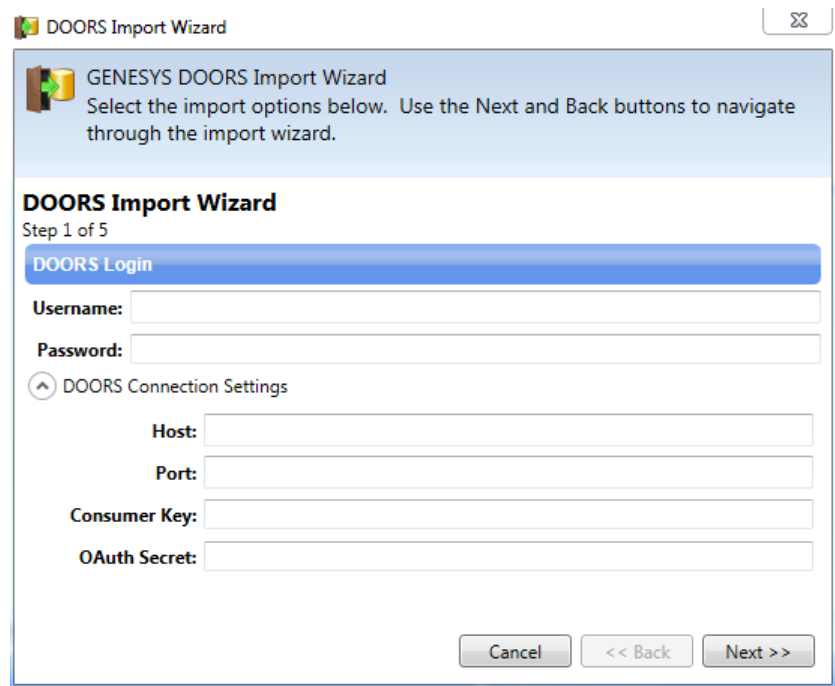 DOORS Import Wizard
GENESYS DOORS Import Wizard
Select the import options below. Use the Next and Back buttons to navigate
through the import wizard.
DOORS Import Wizard
Step 1 of 5
DOORS Login
Username:
Password:
DOORS Connection Settings
Host:
Port:
Consumer Key:
OAuth Secret:
Cancel << Back Next >>